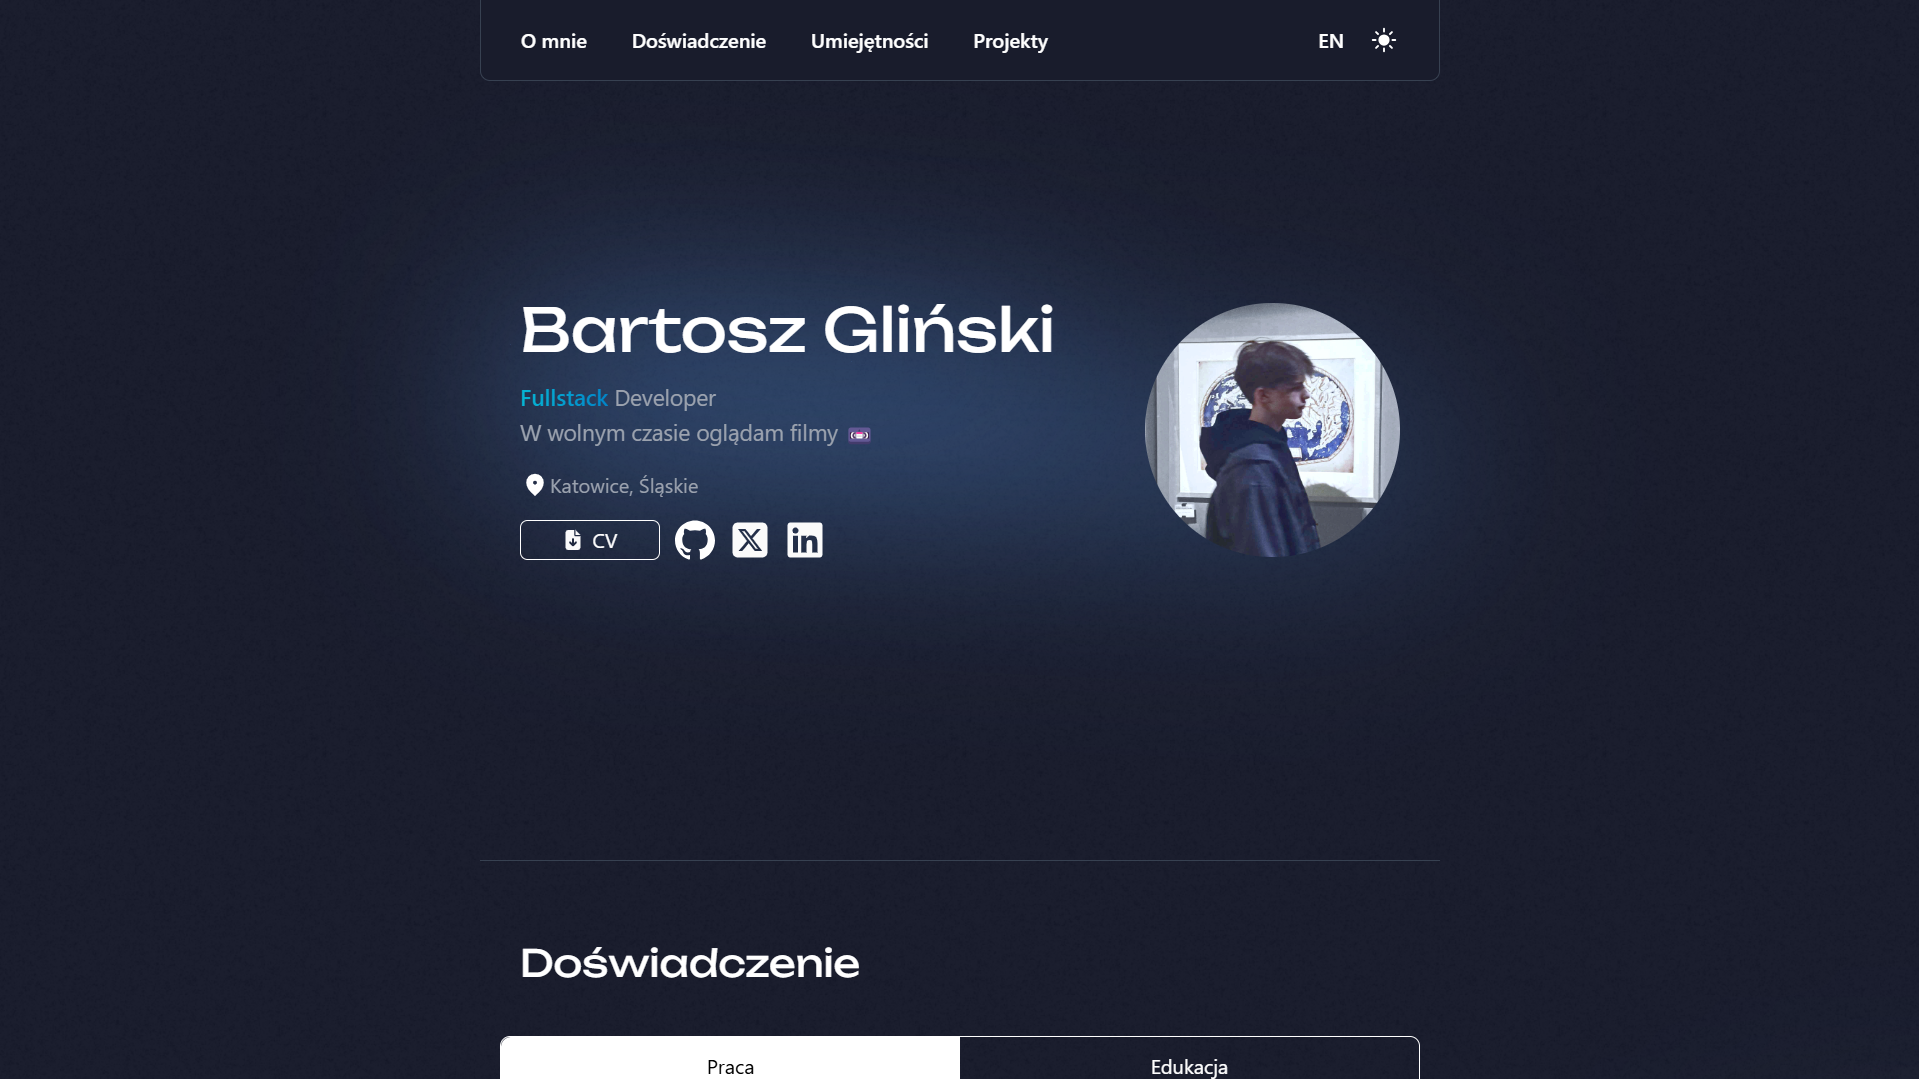 O mnie Doświadczenie Umiejętności Projekty EN
Bartosz Gliński
Fullstack Developer
W wolnym czasie oglądam filmy
Katowice, Śląskie
CV
Doświadczenie
Praca Edukacja